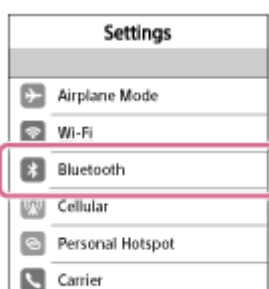 Settings
Airplane Mode
Wi-Fi
Bluetooth
Cellular
Personal Hotspot
Carrier